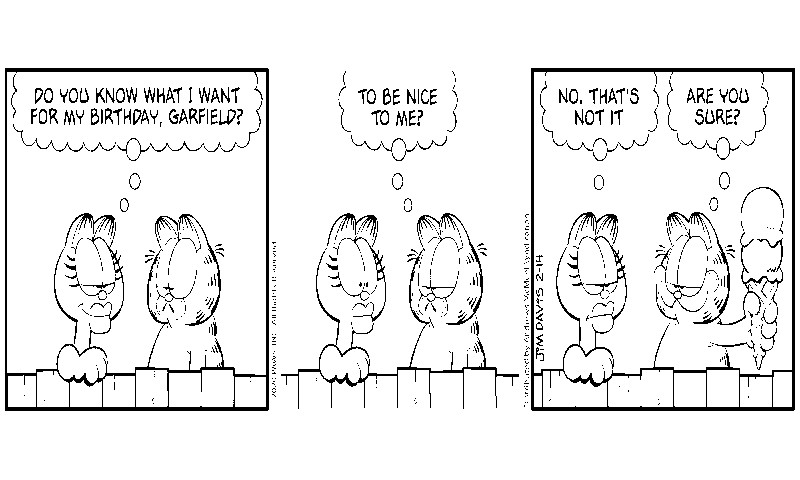 DO YOU KNOW WHAT I WANT
FOR MY BIRTHDAY, GARFIELD?
TO BE NICE
TO ME?
NO. THAT'S
NOT IT
ARE YOU
SURE?
JIM DAVIS 2-14